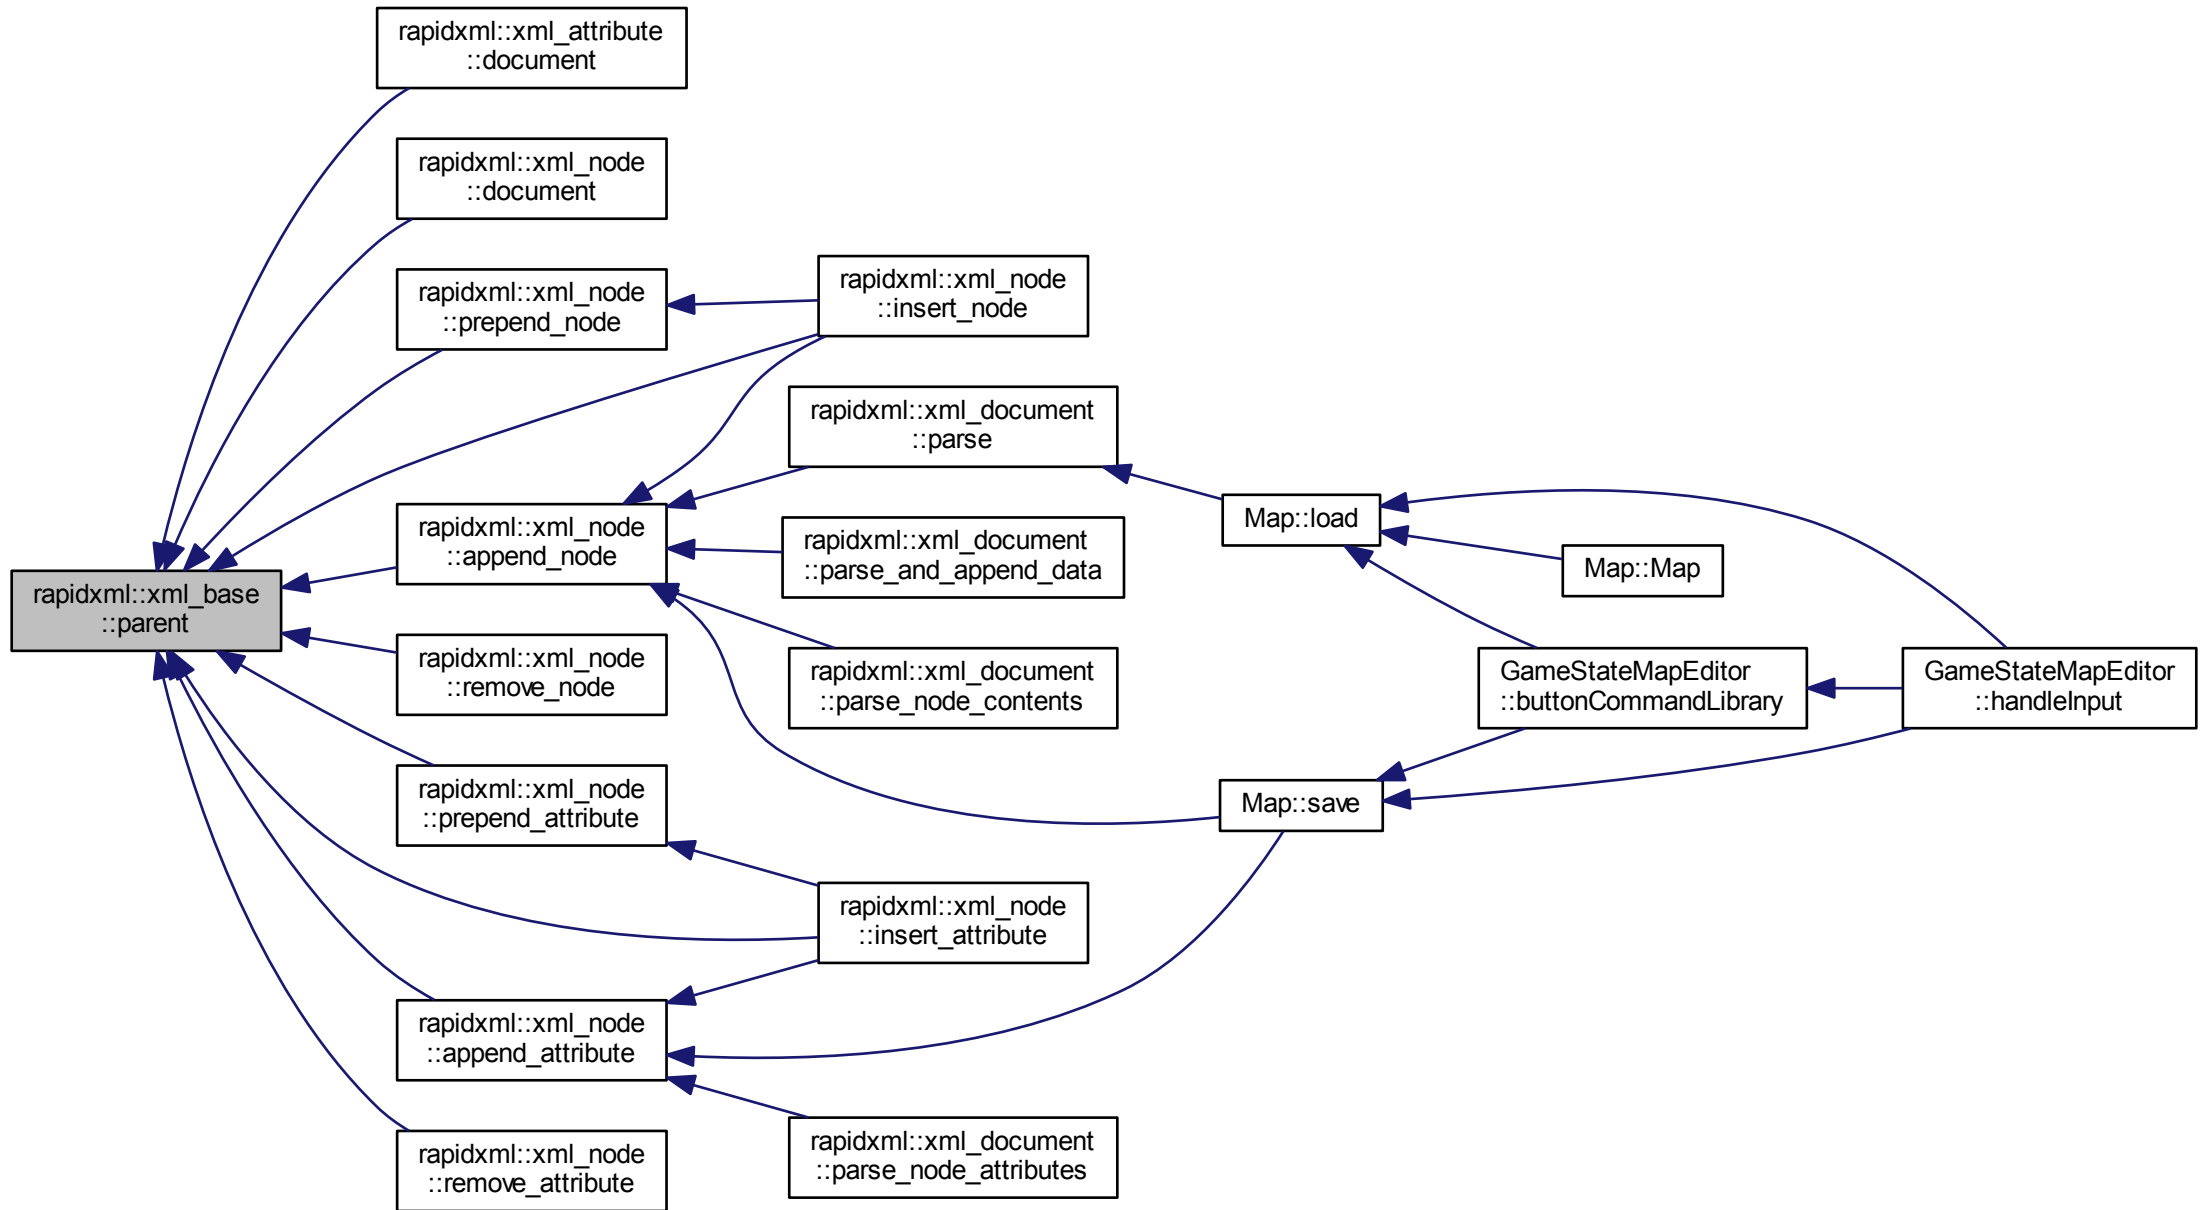 rapidxml::xml_attribute
::document
rapidxml::xml_node
::document
rapidxml::xml_node
::prepend_node
rapidxml::xml_node
::insert_node
rapidxml::xml_document
::parse
rapidxml::xml_node
::append_node
Map::load
rapidxml::xml_document
::parse_and_append_data
Map::Map
rapidxml::xml_base
::parent
rapidxml::xml_node
::remove_node
rapidxml::xml_document
::parse_node_contents
GameStateMapEditor
::buttonCommandLibrary
GameStateMapEditor
::handleInput
rapidxml::xml_node
::prepend_attribute
Map::save
rapidxml::xml_node
::insert_attribute
rapidxml::xml_node
::append_attribute
rapidxml::xml_document
::parse_node_attributes
rapidxml::xml_node
::remove_attribute